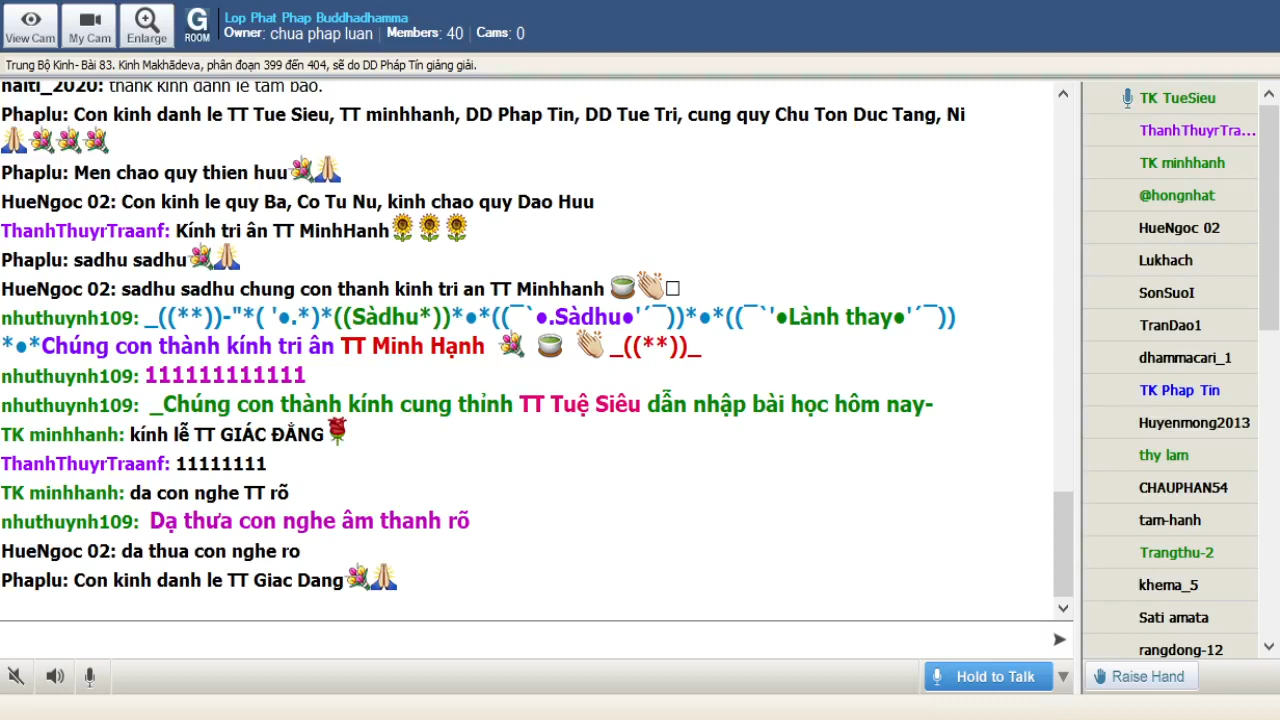 View Cam
My Cam
Enlarge
G
ROOM
Lop Phat Phap Buddhadhamma
Owner: chua phap luan | Members: 40 | Cams: 0
Trung Bộ Kinh- Bài 83. Kinh Makhādeva, phân đoạn 399 đến 404, sẽ do DD Pháp Tín giảng giải.
haiti_2020: thank kinh danh le tam bao.
Phaplu: Con kinh danh le TT Tue Sieu, TT minhhanh, DD Phap Tin, DD Tue Tri, cung quy Chu Ton Duc Tang, Ni
Phaplu: Men chao quy thien huu
HueNgoc 02: Con kinh le quy Ba, Co Tu Nu, kinh chao quy Dao Huu
ThanhThuyrTraanf: Kính tri ân TT MinhHanh
Phaplu: sadhu sadhu
HueNgoc 02: sadhu sadhu chung con thanh kinh tri an TT Minhhanh
nhuthuynh109: _((**))-"*( '●.*)*((Sàdhu*))*●*((¯`●.Sàdhu●'´¯))*●*((¯`'●Lành thay●'´¯))
*●*Chúng con thành kính tri ân TT Minh Hạnh _((**))_
nhuthuynh109: 111111111111
nhuthuynh109: _Chúng con thành kính cung thỉnh TT Tuệ Siêu dẫn nhập bài học hôm nay-
TK minhhanh: kính lễ TT GIÁC ĐẲNG
ThanhThuyrTraanf: 11111111
TK minhhanh: da con nghe TT rõ
nhuthuynh109: Dạ thưa con nghe âm thanh rõ
HueNgoc 02: da thua con nghe ro
Phaplu: Con kinh danh le TT Giac Dang
Hold to Talk
TK TueSieu
ThanhThuyrTra...
TK minhhanh
@hongnhat
HueNgoc 02
Lukhach
SonSuoI
TranDao1
dhammacari_1
TK Phap Tin
Huyenmong2013
thy lam
CHAUPHAN54
tam-hanh
Trangthu-2
khema_5
Sati amata
rangdong-12
Raise Hand